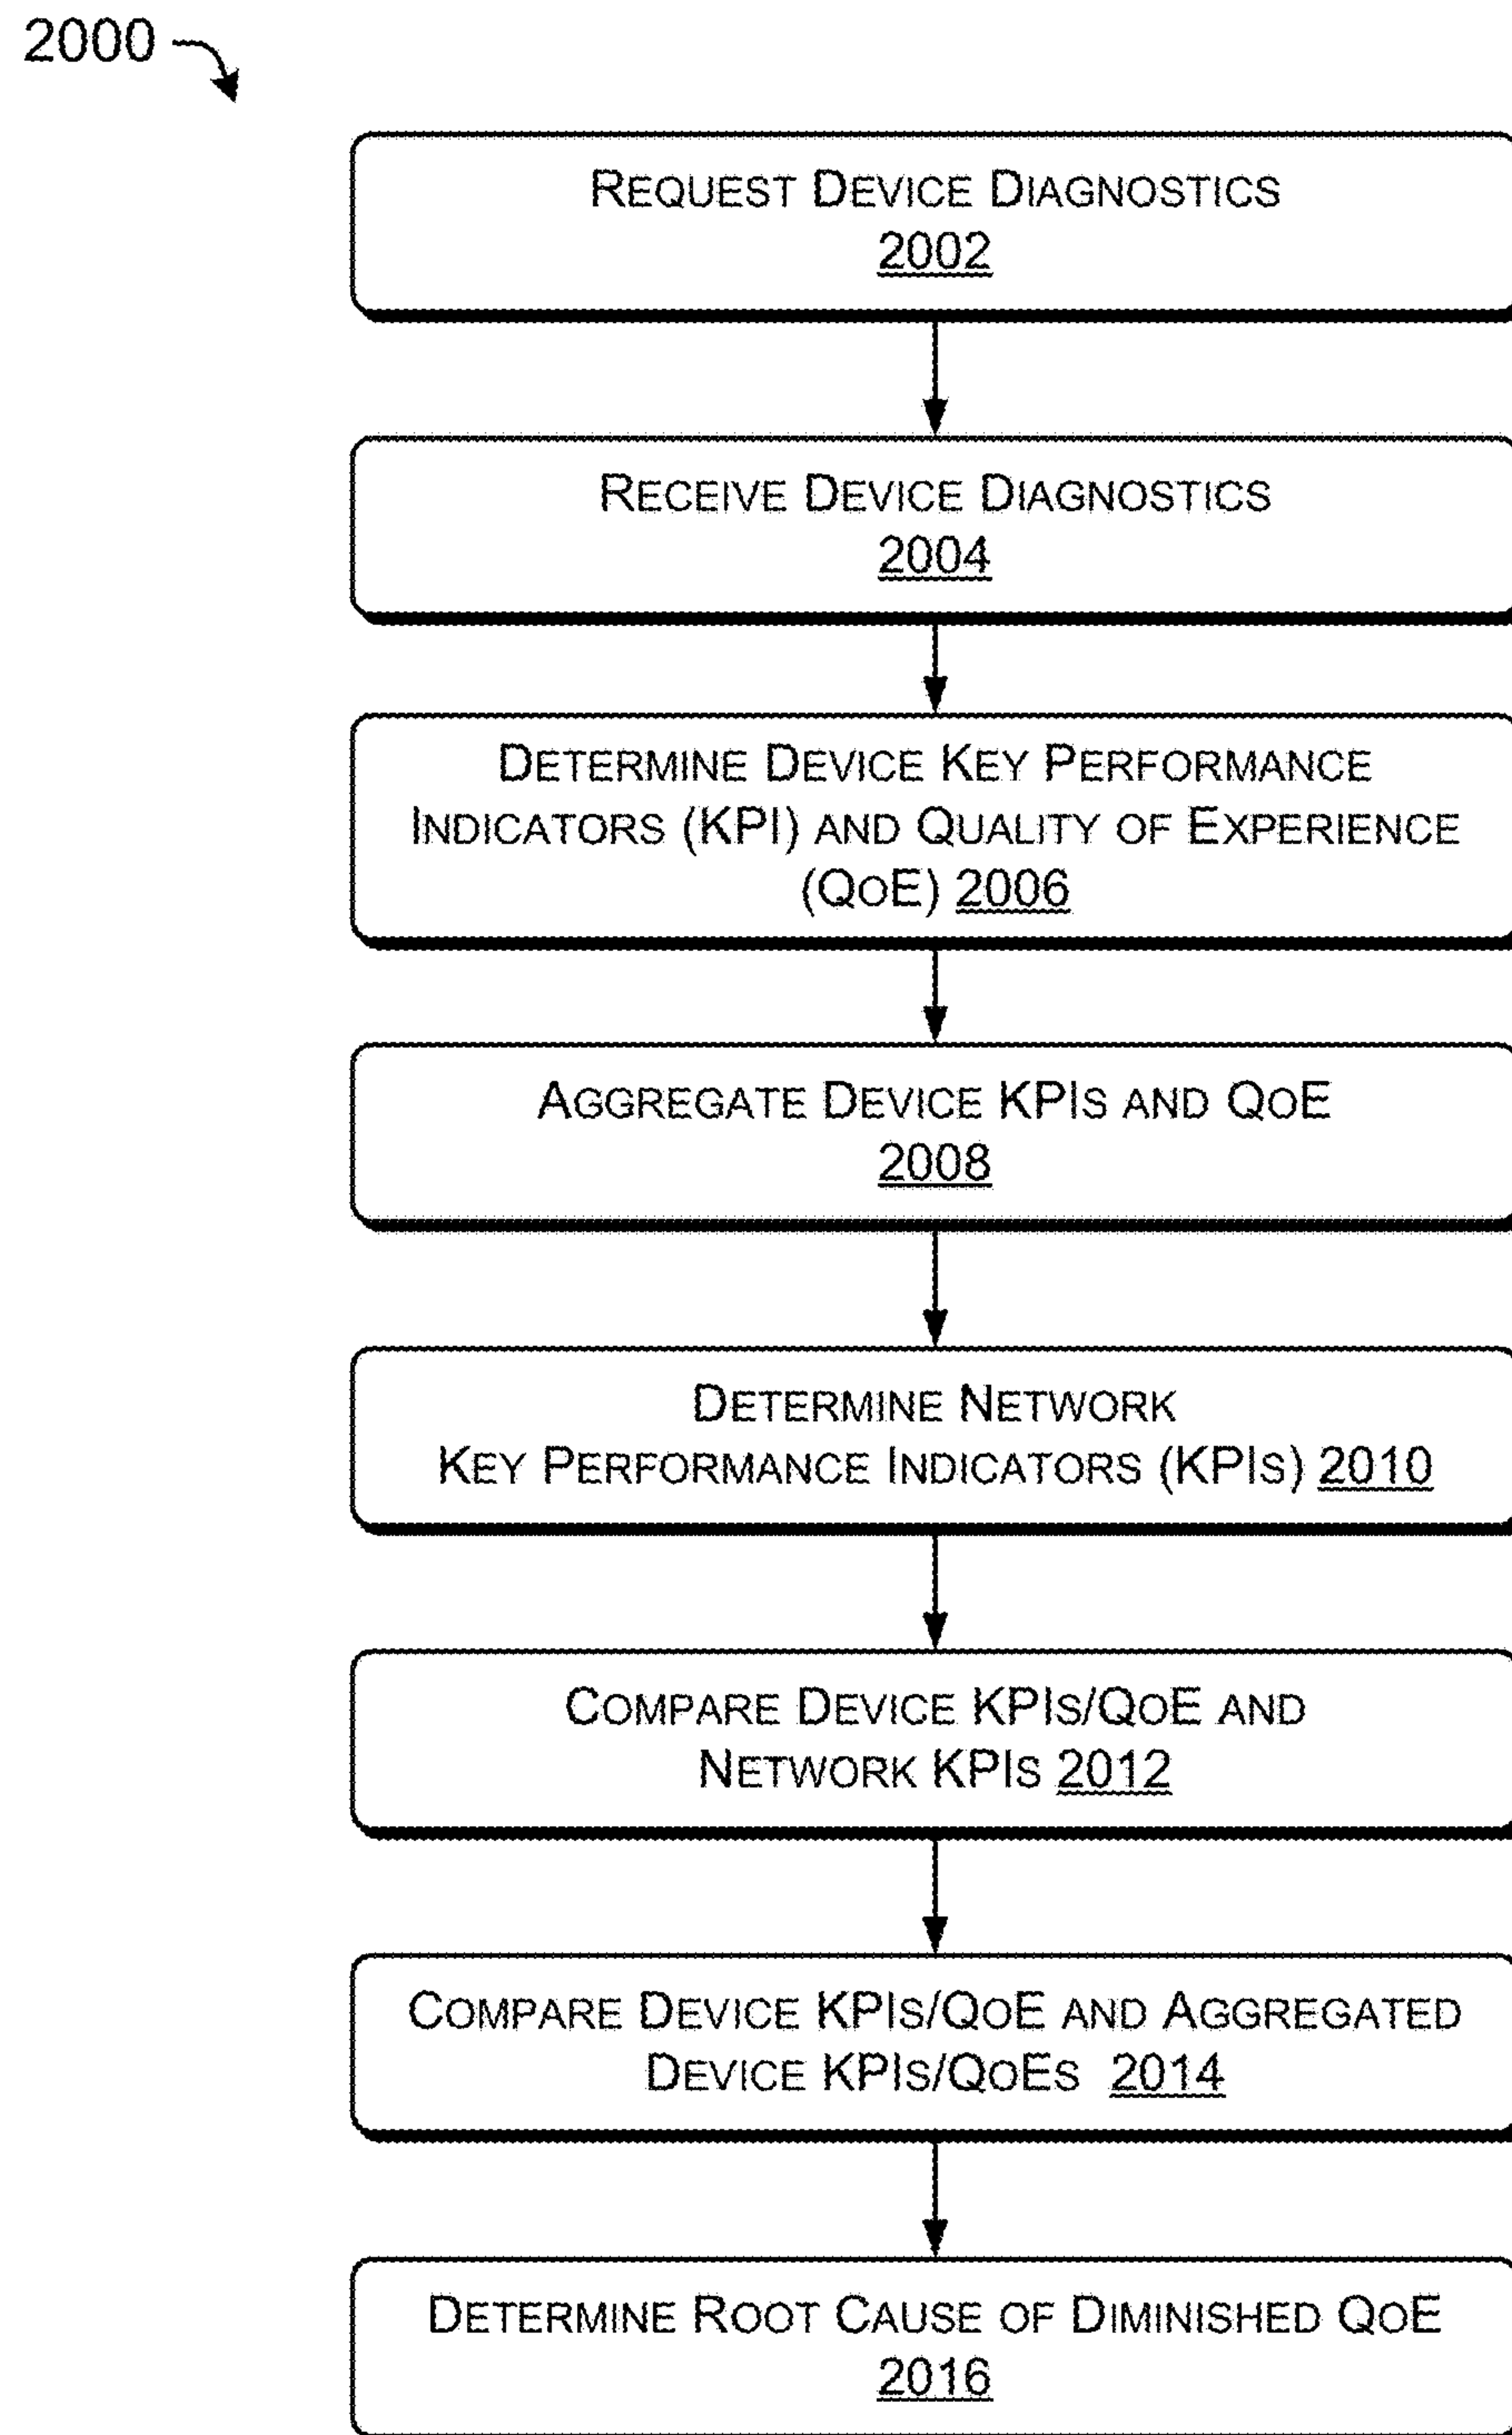 2000
REQUEST DEVICE DIAGNOSTICS
2002
RECEIVE DEVICE DIAGNOSTICS
2004
DETERMINE DEVICE KEY PERFORMANCE
INDICATORS (KPI) AND QUALITY OF EXPERIENCE
(QOE) 2006
AGGREGATE DEVICE KPIS AND QOE
2008
DETERMINE NETWORK
KEY PERFORMANCE INDICATORS (KPIS) 2010
COMPARE DEVICE KPIS/QOE AND
NETWORK KPIS 2012
COMPARE DEVICE KPIS/QOE AND AGGREGATED
DEVICE KPIS/QOES 2014
DETERMINE ROOT CAUSE OF DIMINISHED QOE
2016